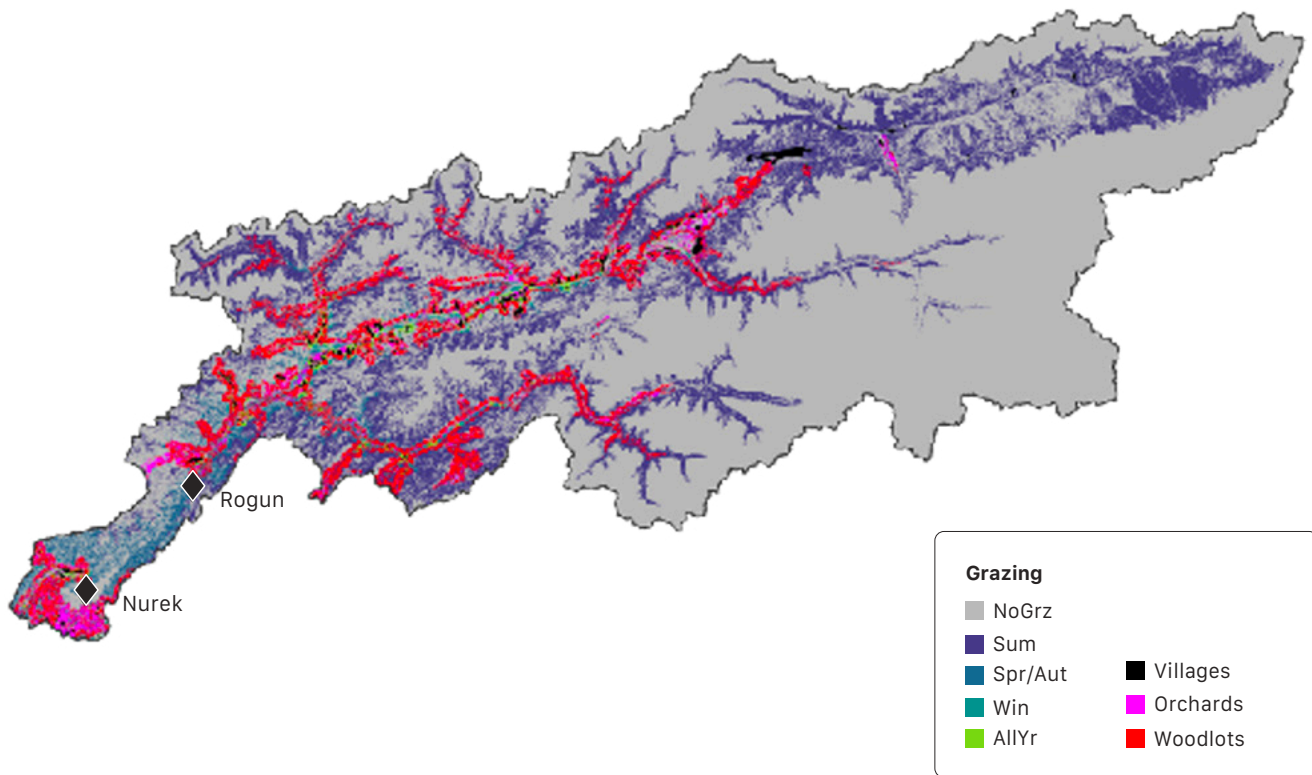 Rogun
Nurek
Grazing
NoGrz
Sum
Spr/Aut
Win
AllYr
Villages
Orchards
Woodlots